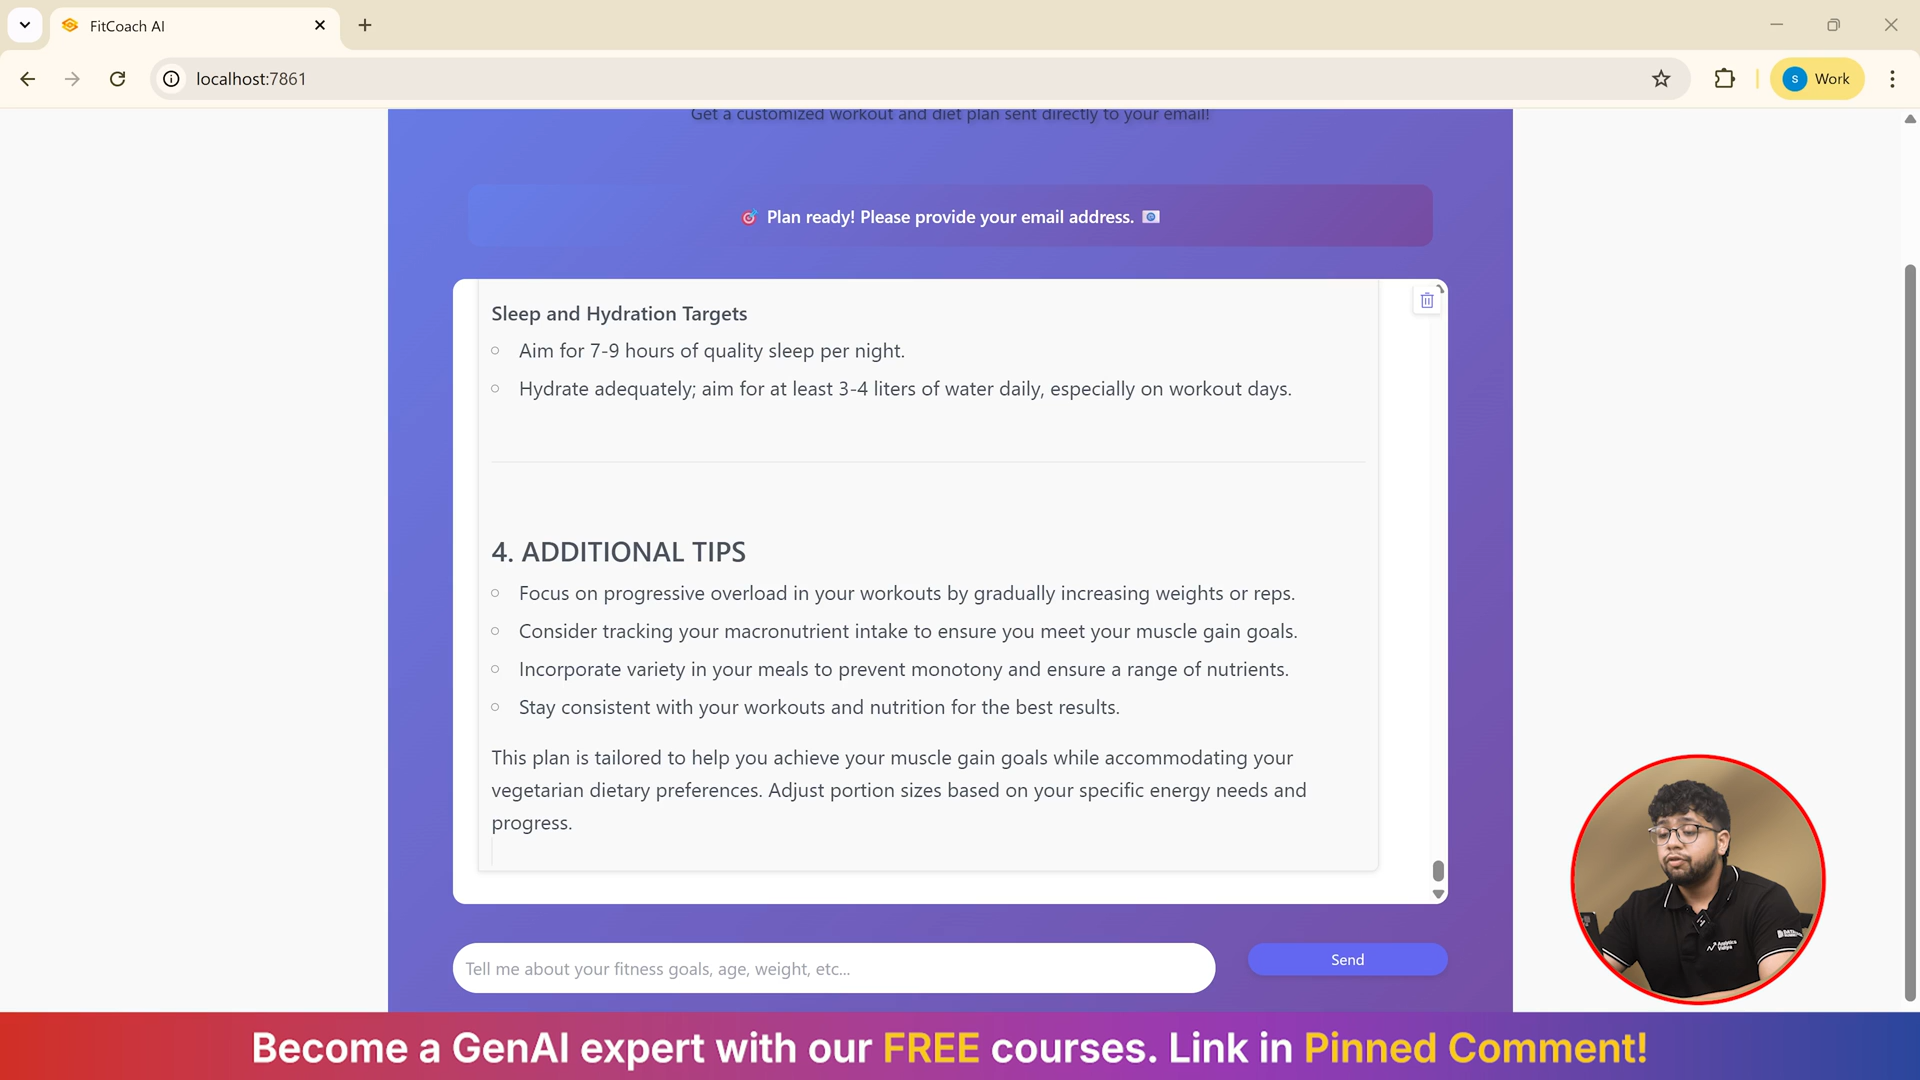 FitCoach AI
localhost:7861
S
Work
Get a customized workout and diet plan sent directly to your email!
Plan ready! Please provide your email address.
Sleep and Hydration Targets
Aim for 7-9 hours of quality sleep per night.
Hydrate adequately; aim for at least 3-4 liters of water daily, especially on workout days.
4. ADDITIONAL TIPS
Focus on progressive overload in your workouts by gradually increasing weights or reps.
Consider tracking your macronutrient intake to ensure you meet your muscle gain goals.
Incorporate variety in your meals to prevent monotony and ensure a range of nutrients.
Stay consistent with your workouts and nutrition for the best results.
This plan is tailored to help you achieve your muscle gain goals while accommodating your
vegetarian dietary preferences. Adjust portion sizes based on your specific energy needs and
progress.
Tell me about your fitness goals, age, weight, etc...
Send
Analytics
Vidhya
Become a GenAI expert with our FREE courses. Link in Pinned Comment!